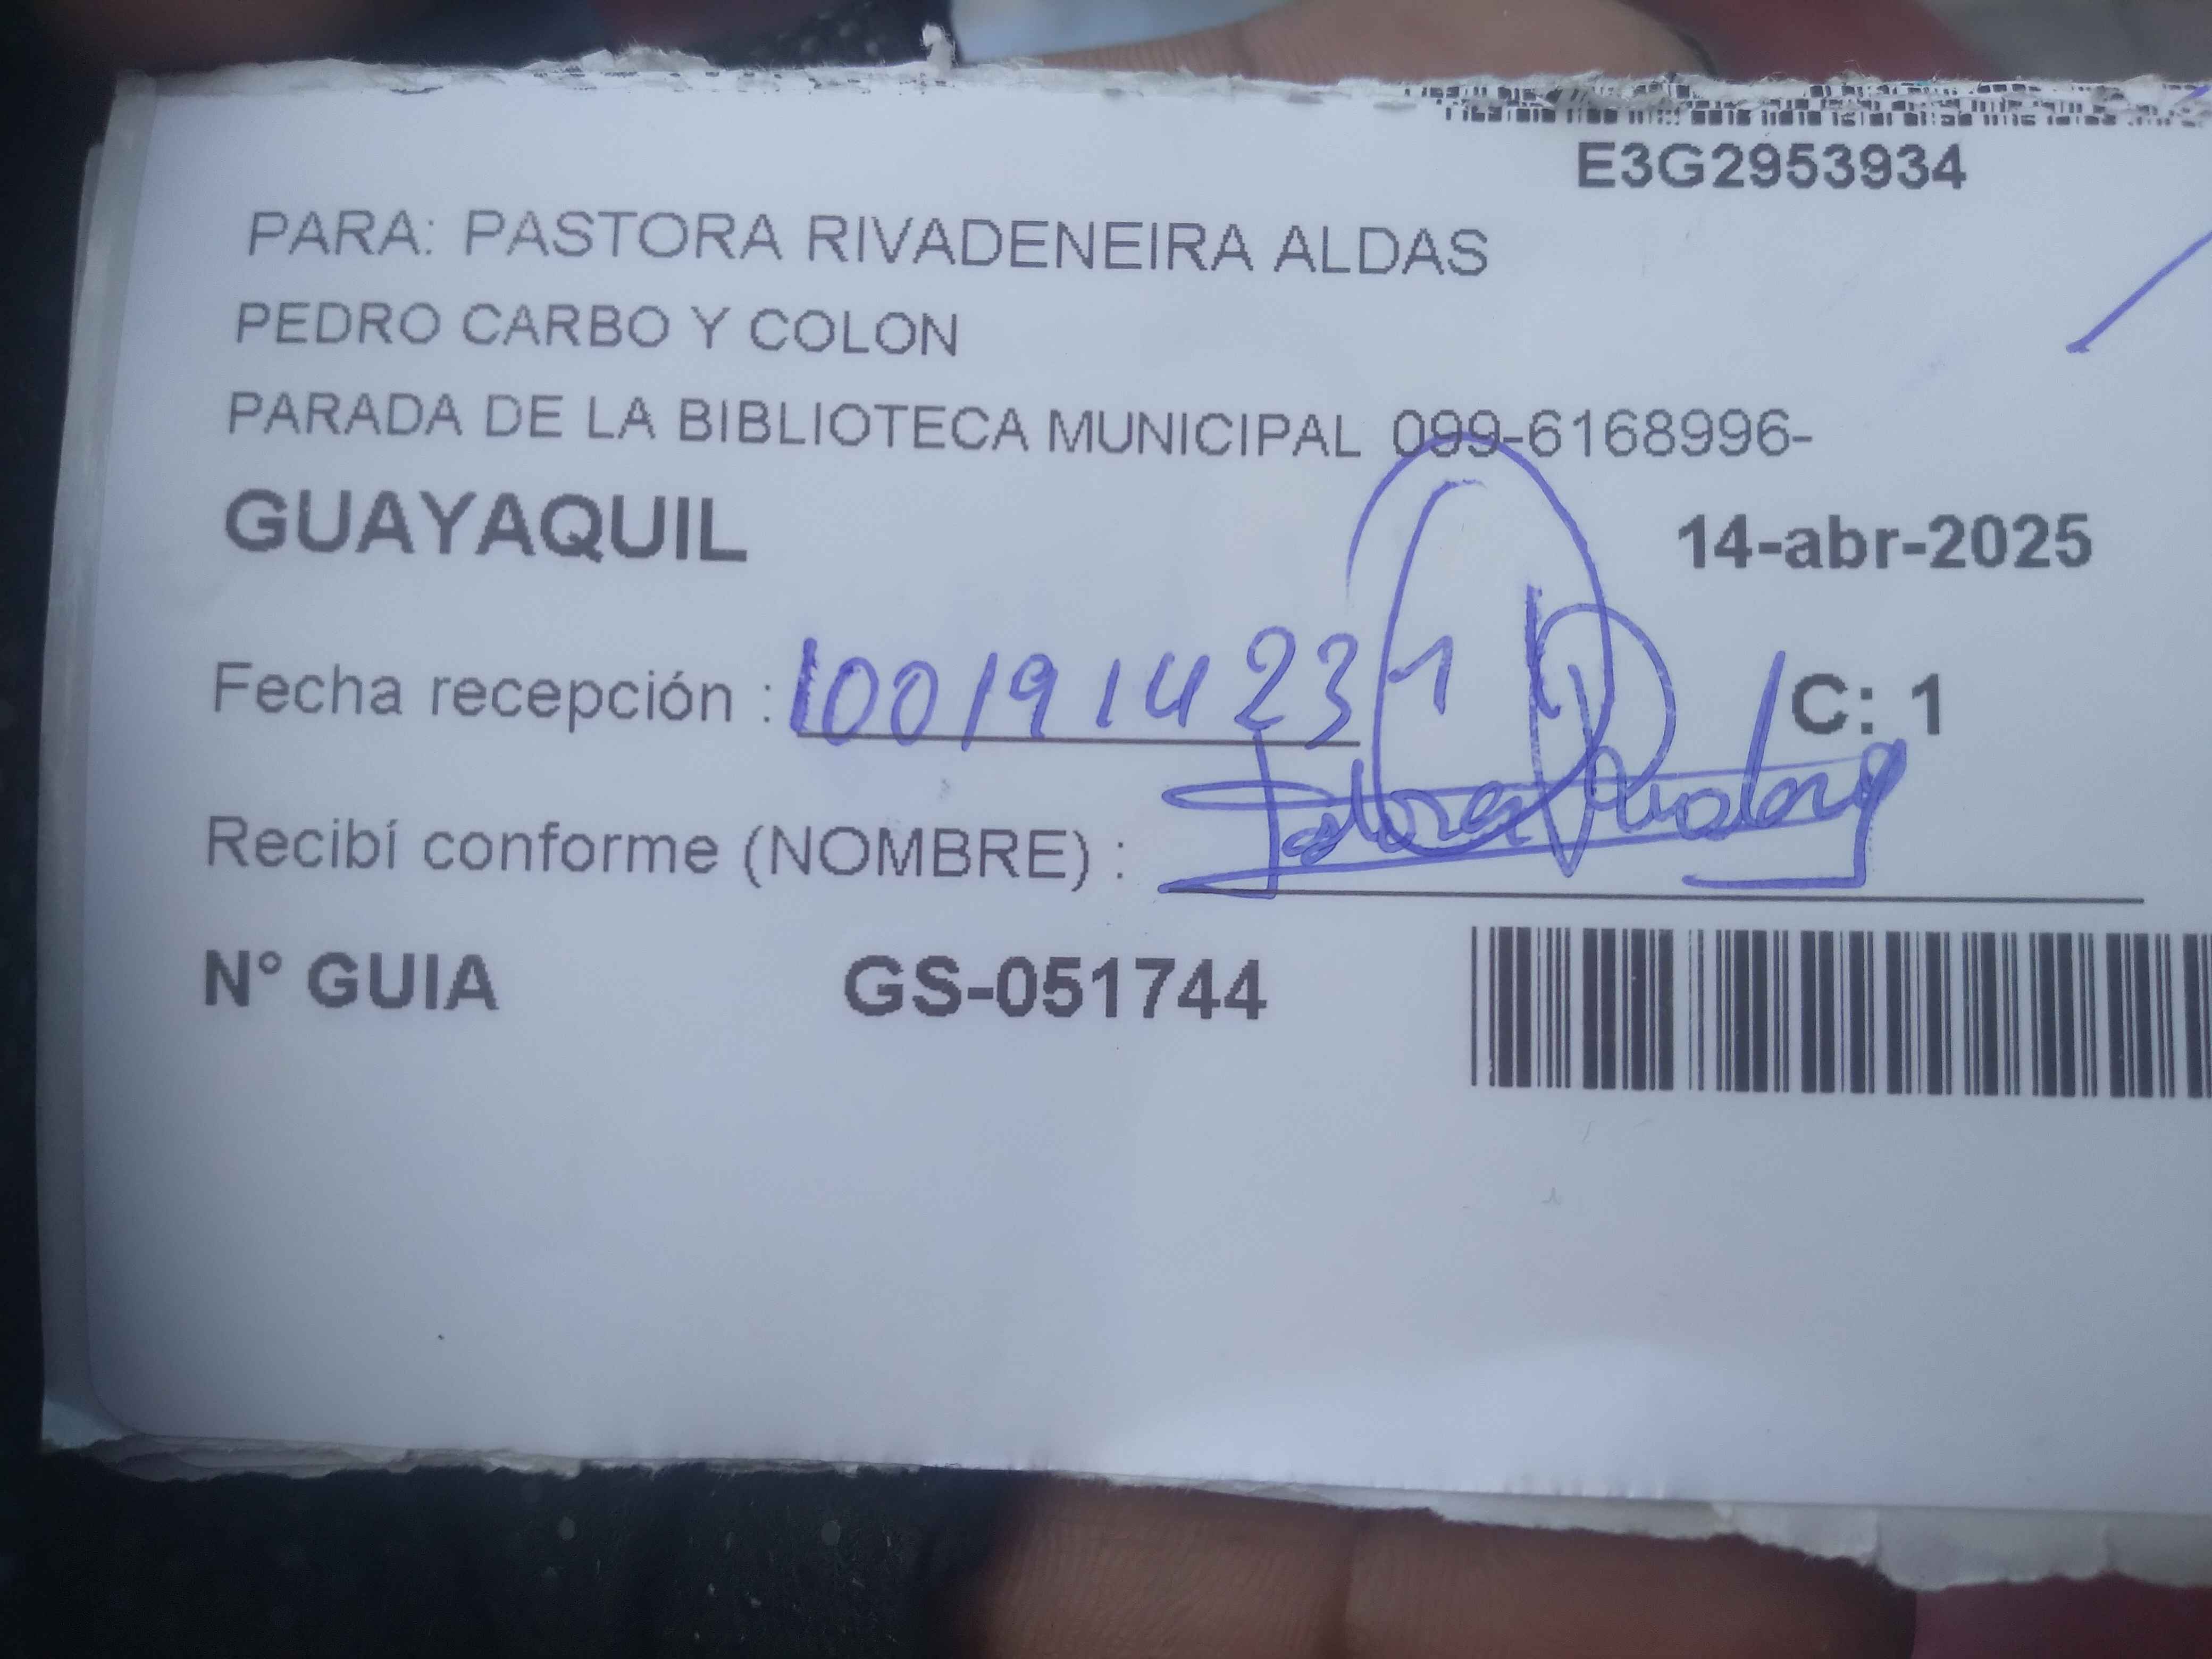 E3G2953934
PARA: PASTORA RIVADENEIRA ALDAS
PEDRO CARBO Y COLON
PARADA DE LA BIBLIOTECA MUNICIPAL 099-6168996-
GUAYAQUIL 14-abr-2025
Fecha recepción : 1001914231 C: 1
Recibí conforme (NOMBRE) :
N° GUIA GS-051744